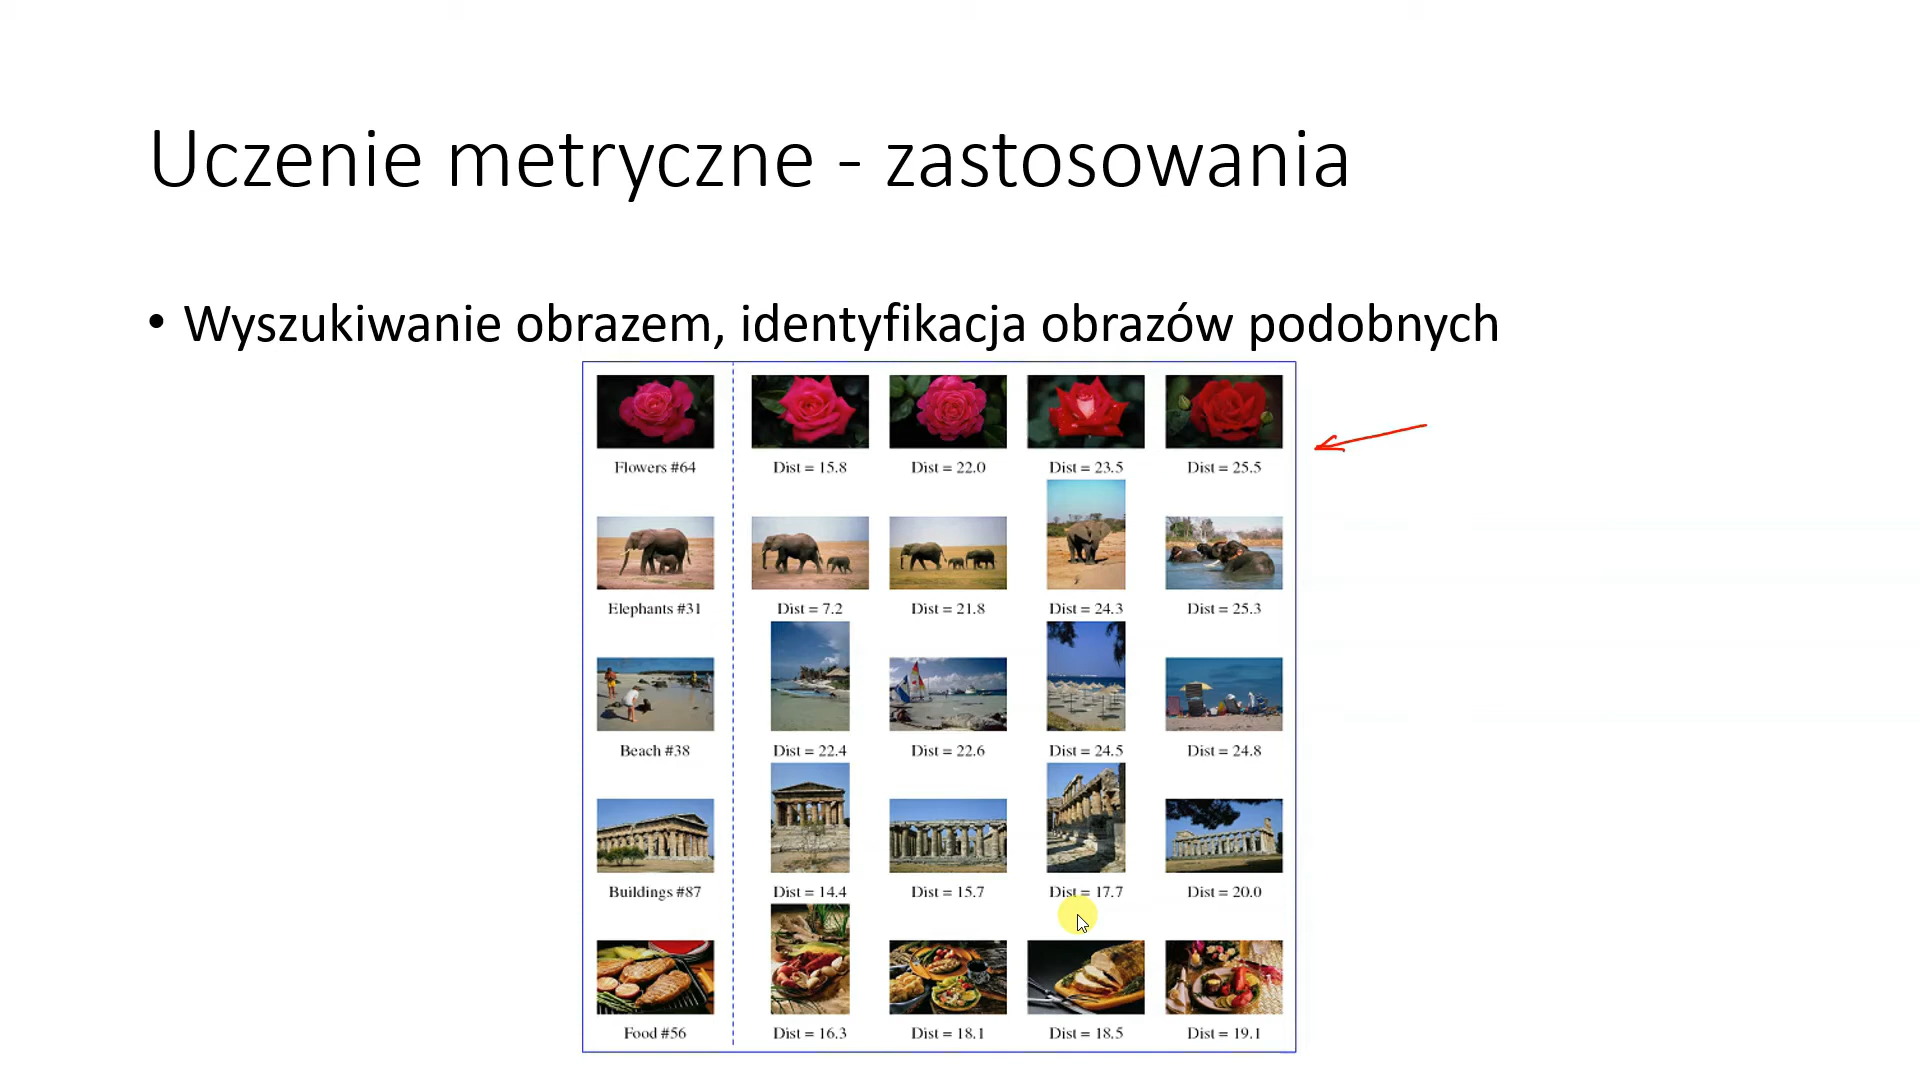 Uczenie metryczne - zastosowania
• Wyszukiwanie obrazem, identyfikacja obrazów podobnych
Flowers #64 Dist = 15.8 Dist = 22.0 Dist = 23.5 Dist = 25.5
Elephants #31 Dist = 7.2 Dist = 21.8 Dist = 24.3 Dist = 25.3
Beach #38 Dist = 22.4 Dist = 22.6 Dist = 24.5 Dist = 24.8
Buildings #87 Dist = 14.4 Dist = 15.7 Dist = 17.7 Dist = 20.0
Food #56 Dist = 16.3 Dist = 18.1 Dist = 18.5 Dist = 19.1